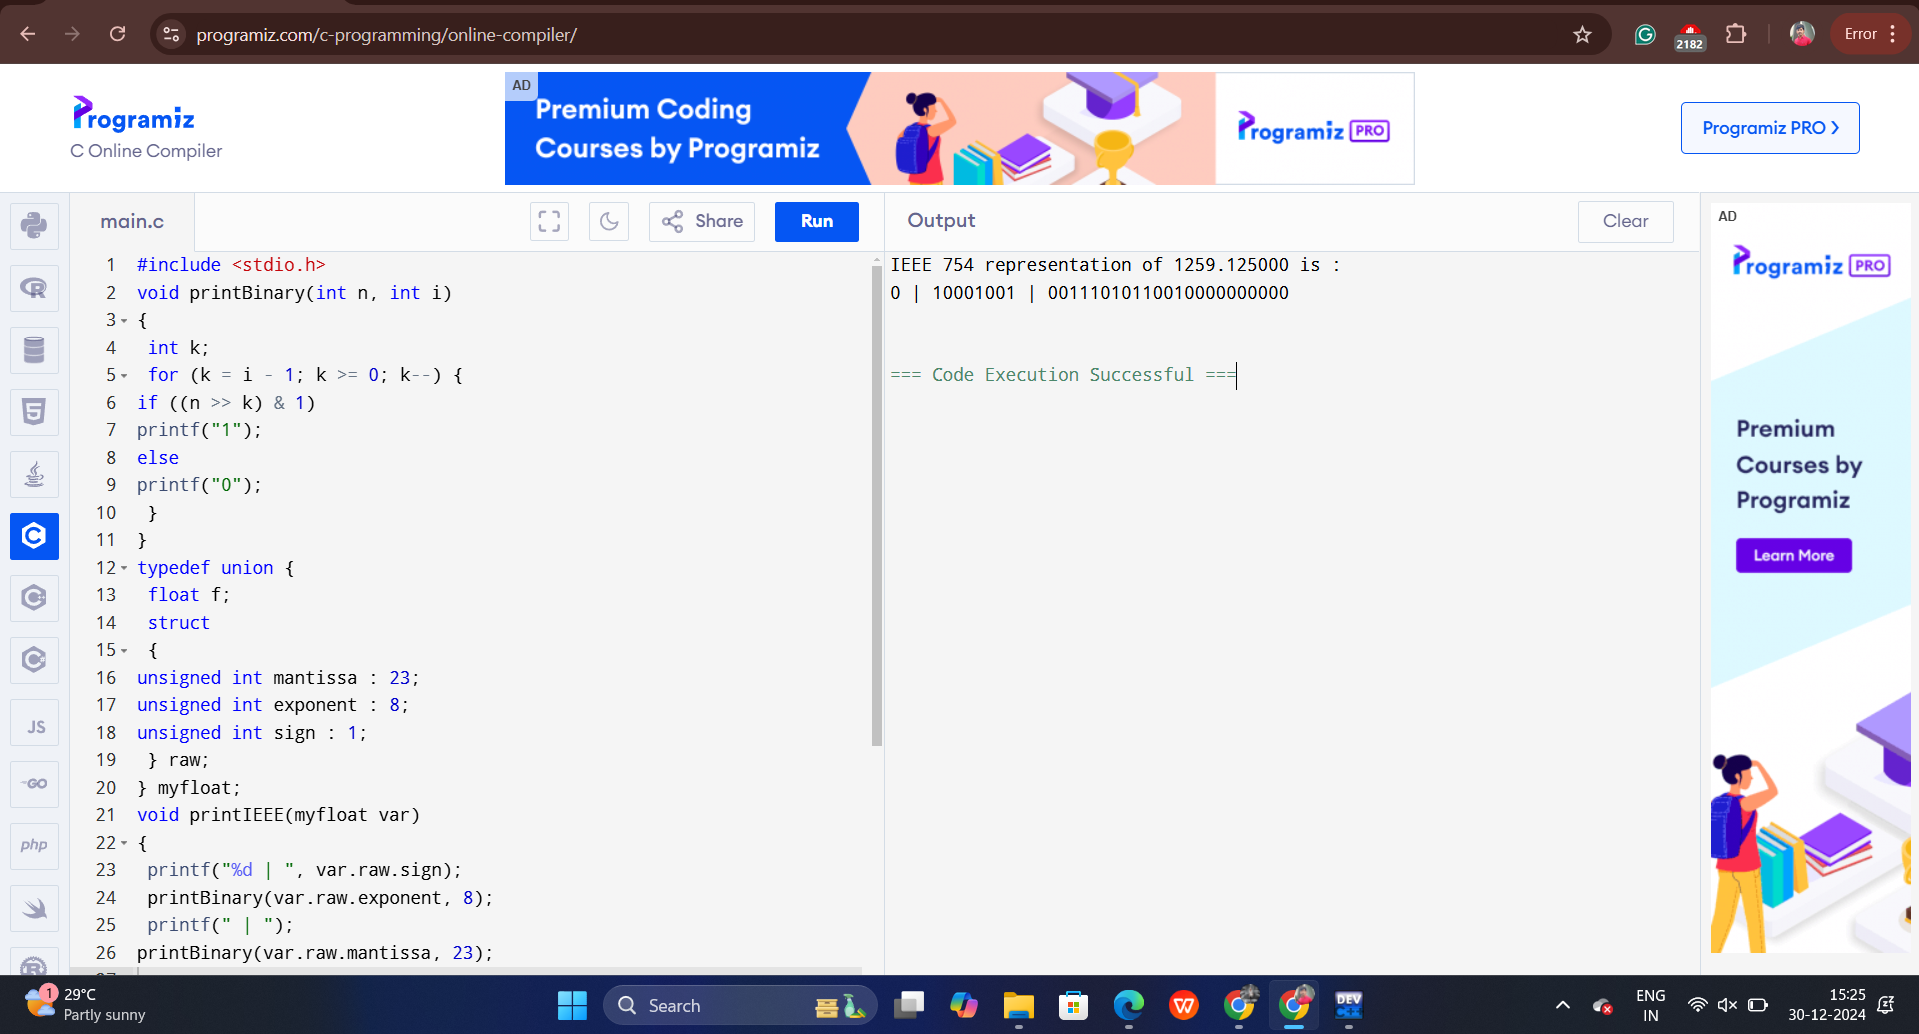 programiz.com/c-programming/online-compiler/
2182
Error
Programiz
C Online Compiler
AD
Premium Coding
Courses by Programiz
Programiz PRO
Programiz PRO
main.c
Share
Run
Output
Clear
1 #include <stdio.h>
2 void printBinary(int n, int i)
3 {
4 int k;
5 for (k = i - 1; k >= 0; k--) {
6 if ((n >> k) & 1)
7 printf("1");
8 else
9 printf("0");
10 }
11 }
12 typedef union {
13 float f;
14 struct
15 {
16 unsigned int mantissa : 23;
17 unsigned int exponent : 8;
18 unsigned int sign : 1;
19 } raw;
20 } myfloat;
21 void printIEEE(myfloat var)
22 {
23 printf("%d | ", var.raw.sign);
24 printBinary(var.raw.exponent, 8);
25 printf(" | ");
26 printBinary(var.raw.mantissa, 23);
IEEE 754 representation of 1259.125000 is :
0 | 10001001 | 00111010110010000000000
=== Code Execution Successful ===
AD
Programiz PRO
Premium
Courses by
Programiz
Learn More
JS
GO
php
1
29°C
Partly sunny
Search
DEV
C++
ENG
IN
15:25
30-12-2024